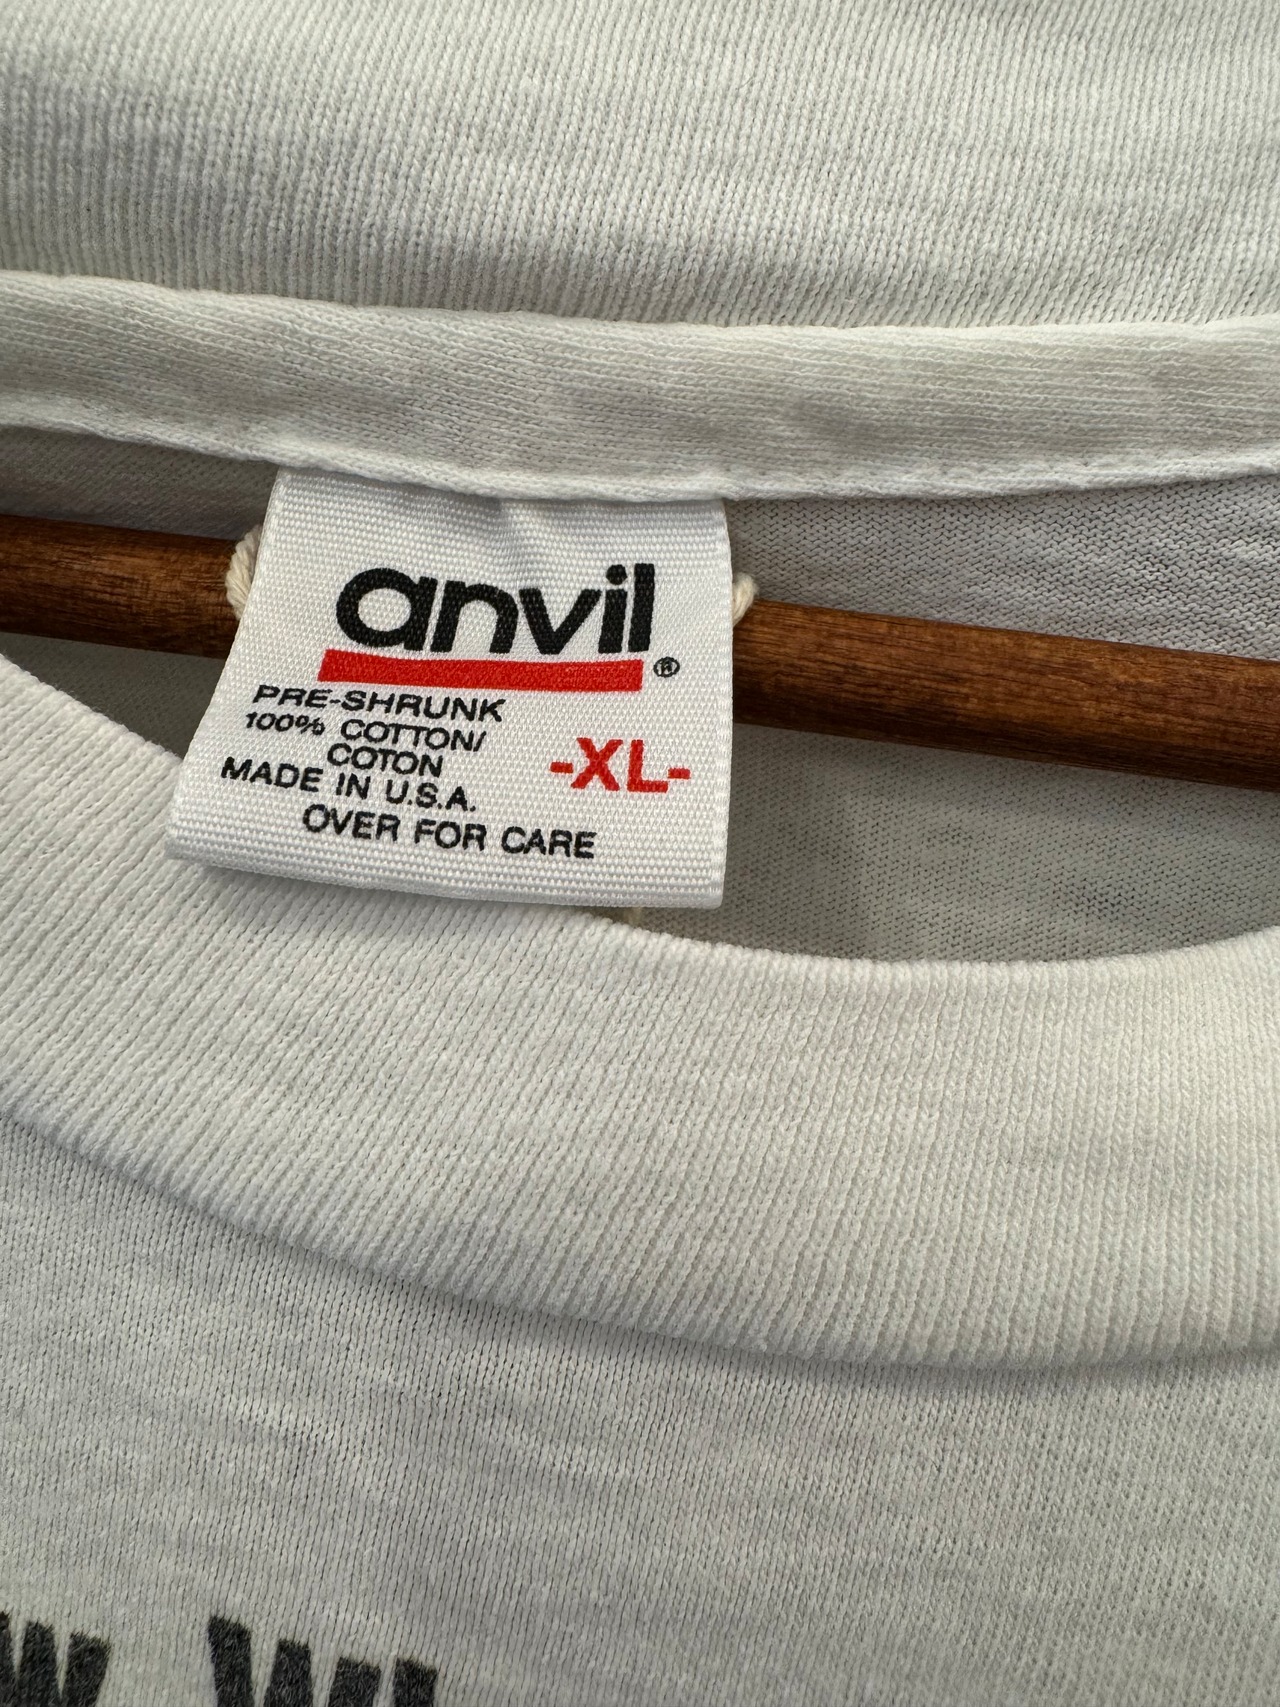 anvil®
PRE-SHRUNK
100% COTTON/
COTON
MADE IN U.S.A.
-XL-
OVER FOR CARE